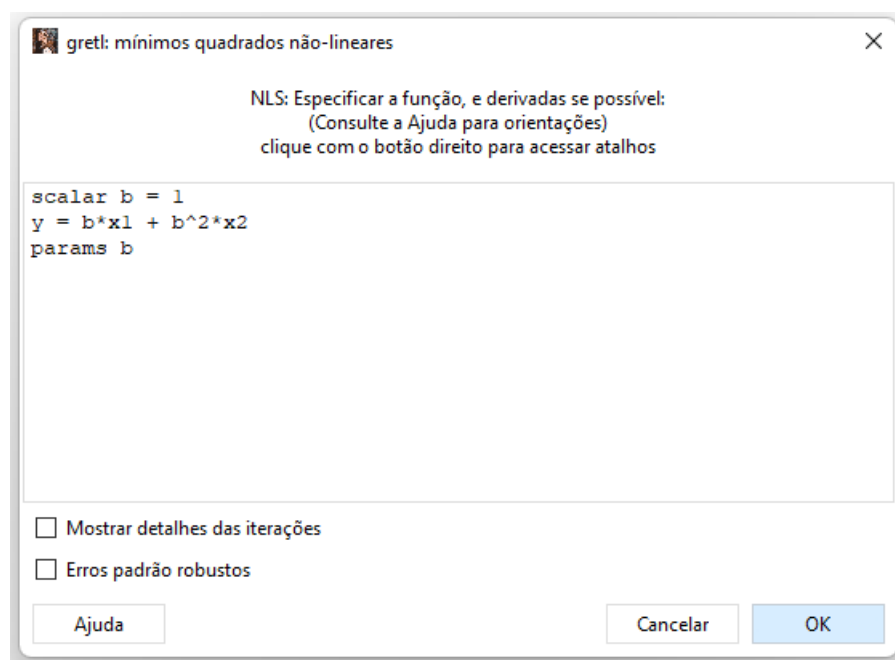 gretl: mínimos quadrados não-lineares
NLS: Especificar a função, e derivadas se possível:
(Consulte a Ajuda para orientações)
clique com o botão direito para acessar atalhos
scalar b = 1
y = b*x1 + b^2*x2
params b
Mostrar detalhes das iterações
Erros padrão robustos
Ajuda
Cancelar
OK